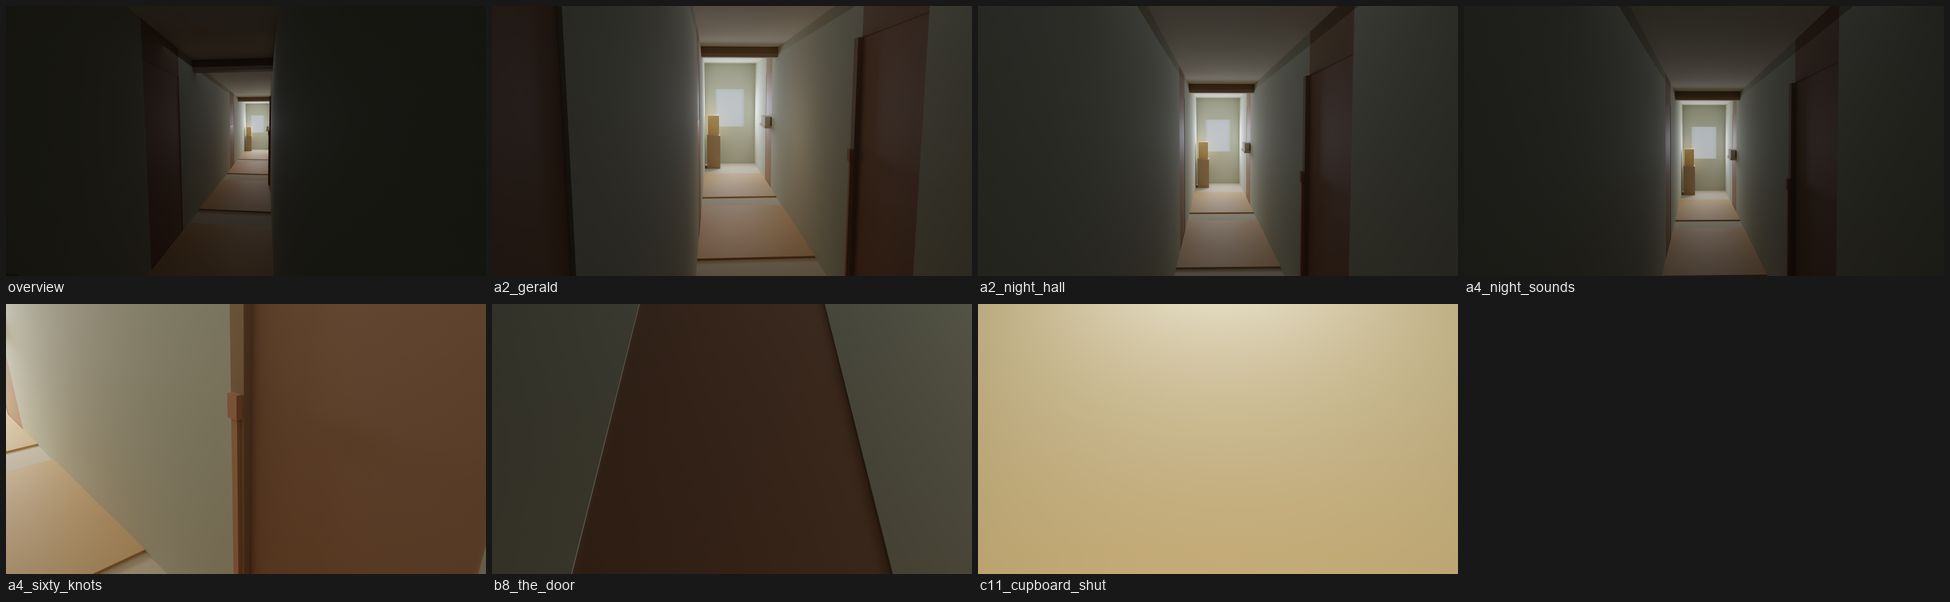 overview
a2_gerald
a2_night_hall
a4_night_sounds
a4_sixty_knots
b8_the_door
c11_cupboard_shut